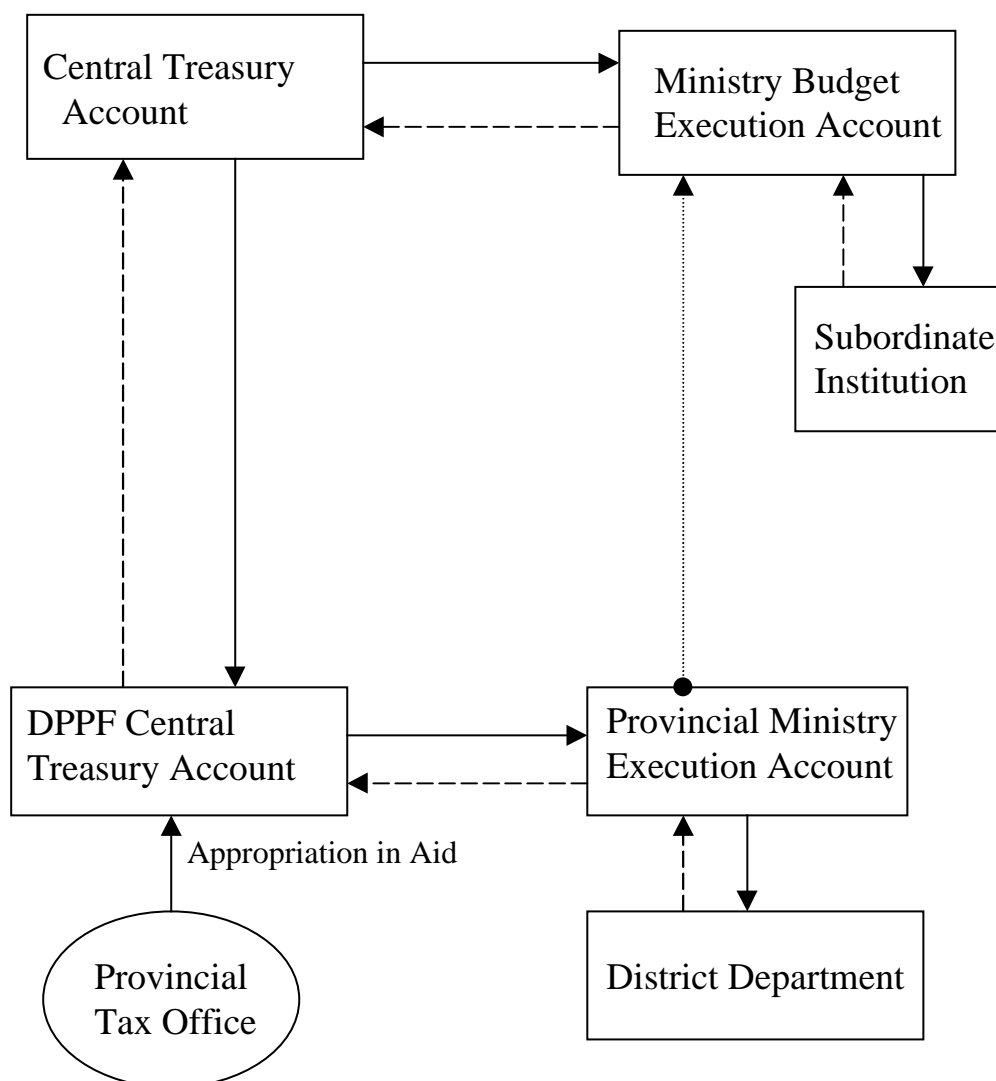 Central Treasury
Account
Ministry Budget
Execution Account
Subordinate
Institution
DPPF Central
Treasury Account
Provincial Ministry
Execution Account
Appropriation in Aid
Provincial
Tax Office
District Department